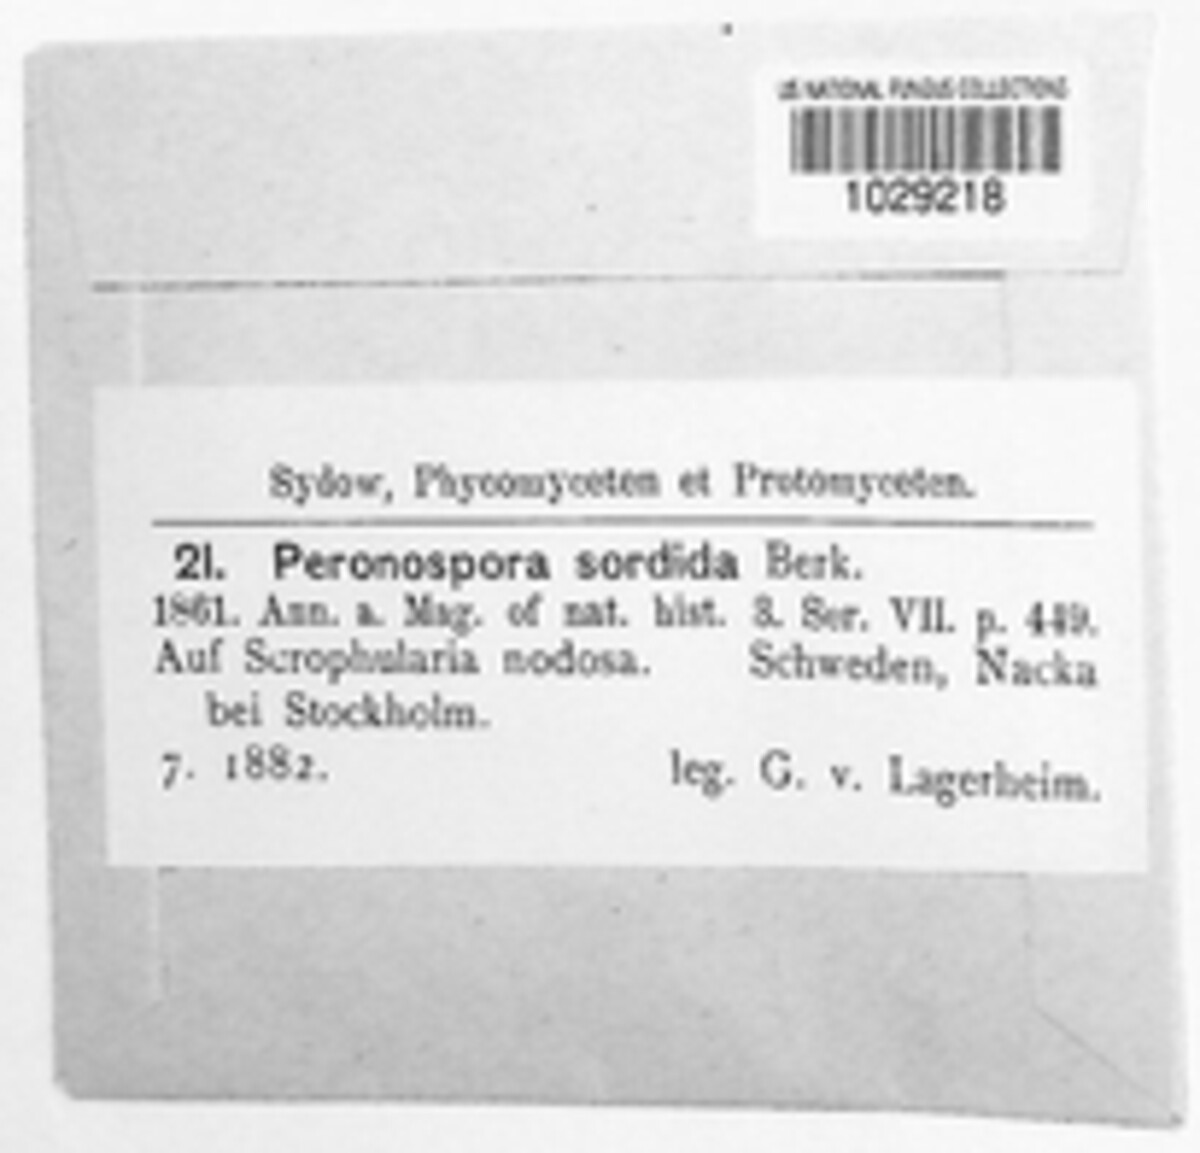 US NATIONAL FUNGUS COLLECTIONS
1029218
Sydow, Phycomyceten et Protomyceten.
21. Peronospora sordida Berk.
1861. Ann. a. Mag. of nat. hist. 3. Ser. VII. p. 449.
Auf Scrophularia nodosa. Schweden, Nacka
bei Stockholm.
7. 1882. leg. G. v. Lagerheim.